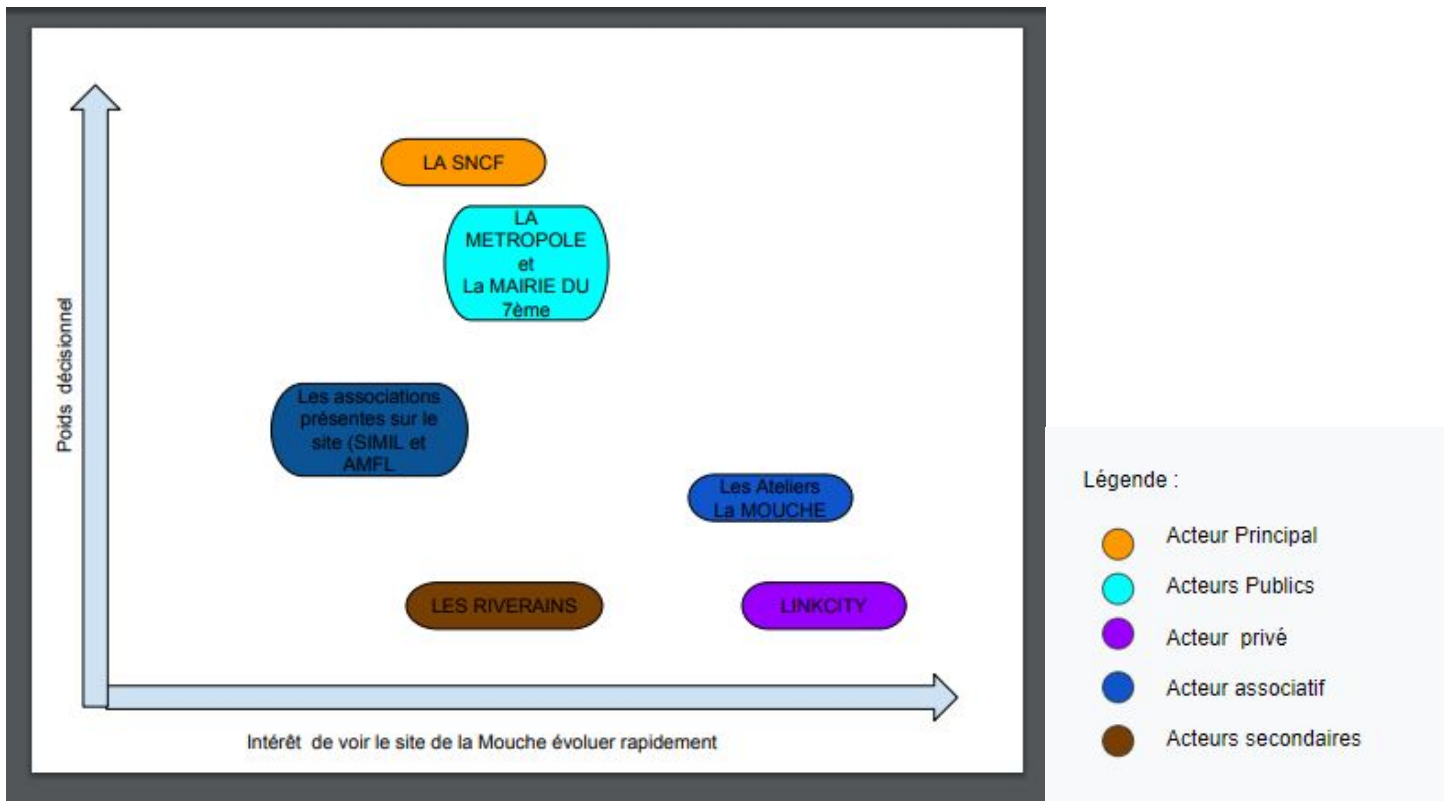 LA SNCF
LA
METROPOLE
et
La MAIRIE DU
7ème
Poids décisionnel
Les associations
présentes sur le
site (SIMIL et
AMFL
Les Ateliers
La MOUCHE
LES RIVERAINS
LINKCITY
Intérêt de voir le site de la Mouche évoluer rapidement
Légende :
Acteur Principal
Acteurs Publics
Acteur privé
Acteur associatif
Acteurs secondaires